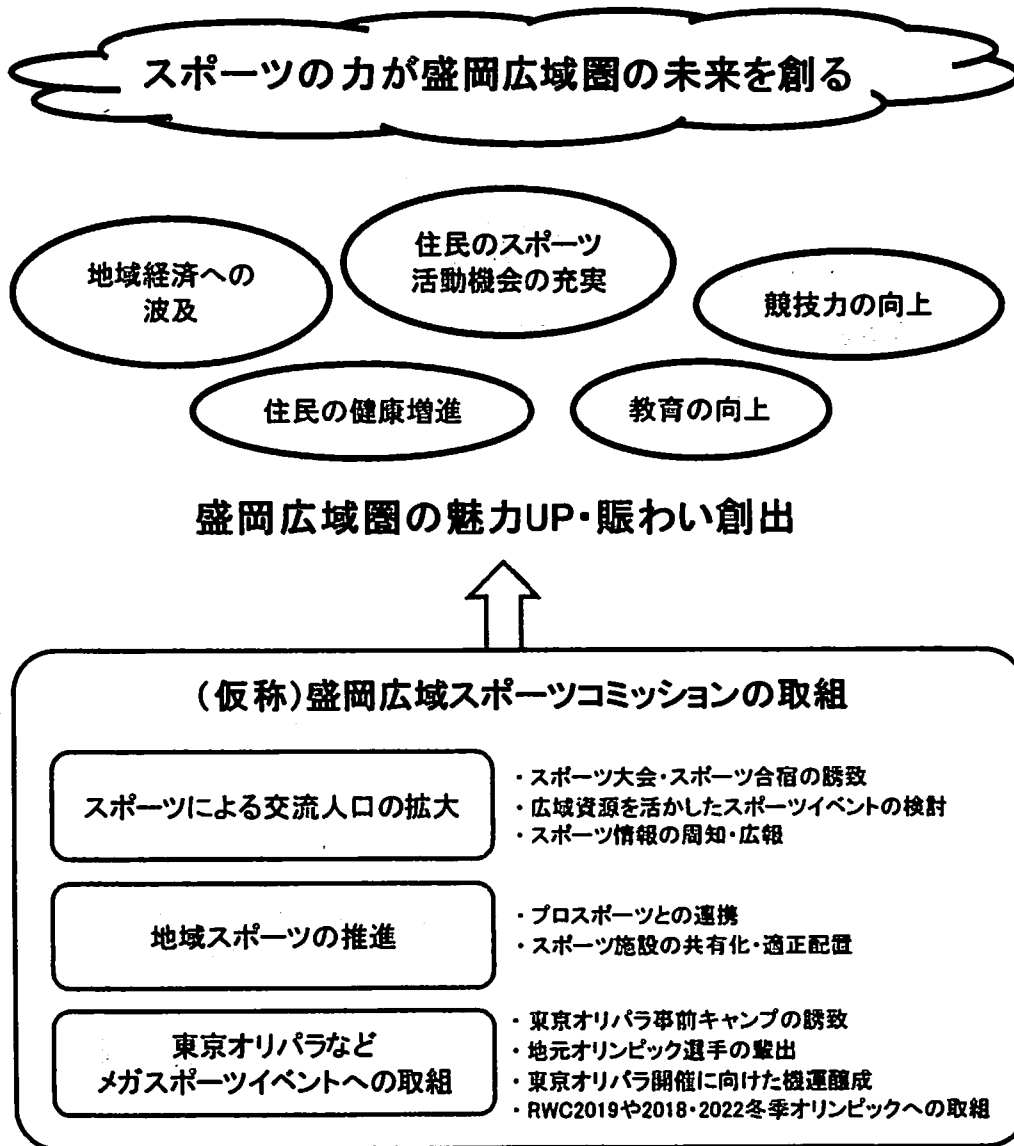 スポーツの力が盛岡広域圏の未来を創る
住民のスポーツ
活動機会の充実
地域経済への
波及
競技力の向上
住民の健康増進
教育の向上
盛岡広域圏の魅力UP・賑わい創出
(仮称)盛岡広域スポーツコミッションの取組
スポーツによる交流人口の拡大
・スポーツ大会・スポーツ合宿の誘致
・広域資源を活かしたスポーツイベントの検討
・スポーツ情報の周知・広報
地域スポーツの推進
・プロスポーツとの連携
・スポーツ施設の共有化・適正配置
東京オリパラなど
メガスポーツイベントへの取組
・東京オリパラ事前キャンプの誘致
・地元オリンピック選手の輩出
・東京オリパラ開催に向けた機運醸成
・RWC2019や2018・2022冬季オリンピックへの取組